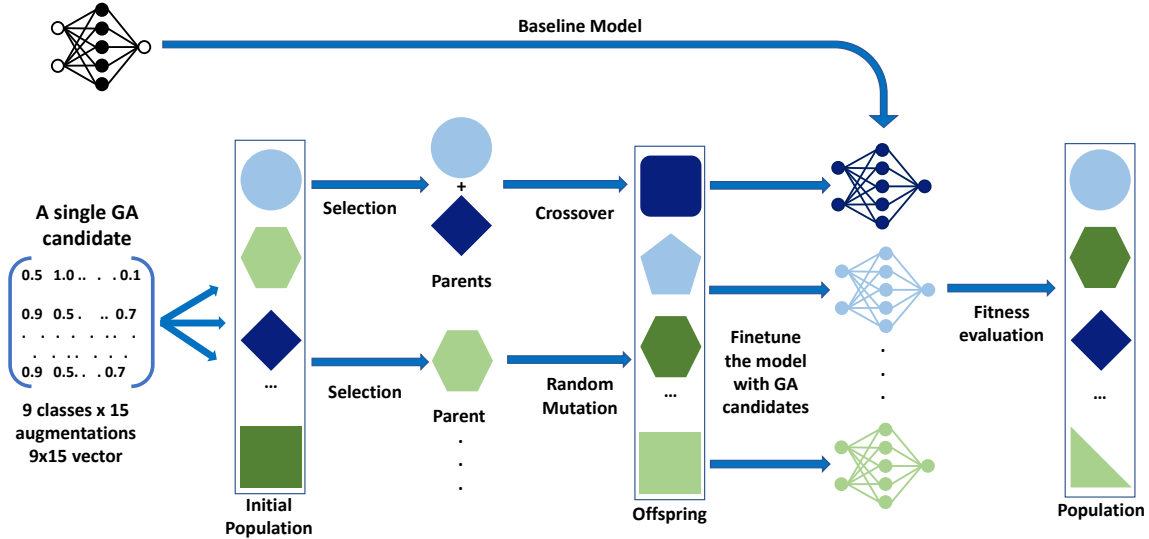 Baseline Model
A single GA
candidate
0.5 1.0 .. . . . 0.1
0.9 0.5 . .. 0.7
. . . . . . .
. . .. . .
0.9 0.5. . . . 0.7
9 classes x 15
augmentations
9x15 vector
...
Initial
Population
Selection
Selection
+
Parents
Parent
.
.
.
Crossover
Random
Mutation
...
Offspring
Finetune
the model
with GA
candidates
.
.
.
Fitness
evaluation
...
Population